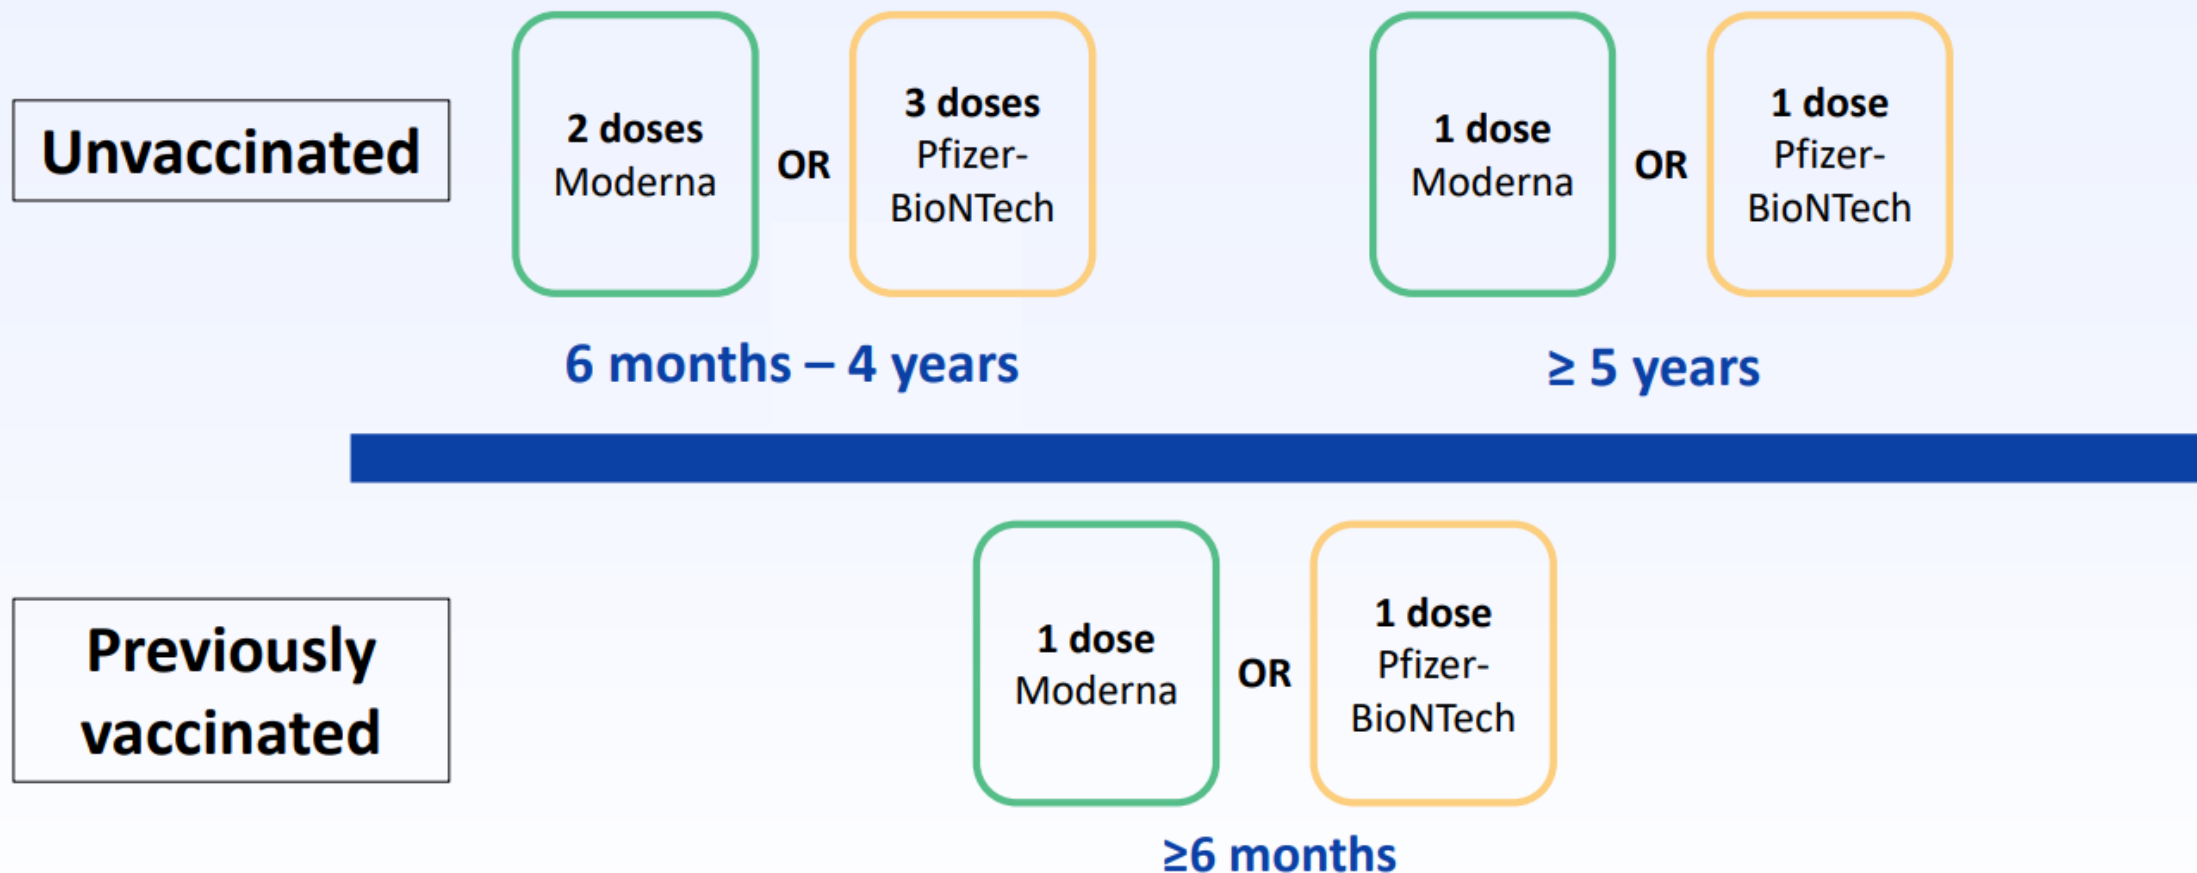 Unvaccinated
2 doses
Moderna
OR
3 doses
Pfizer-
BioNTech
1 dose
Moderna
OR
1 dose
Pfizer-
BioNTech
6 months – 4 years
≥ 5 years
Previously
vaccinated
1 dose
Moderna
OR
1 dose
Pfizer-
BioNTech
≥6 months